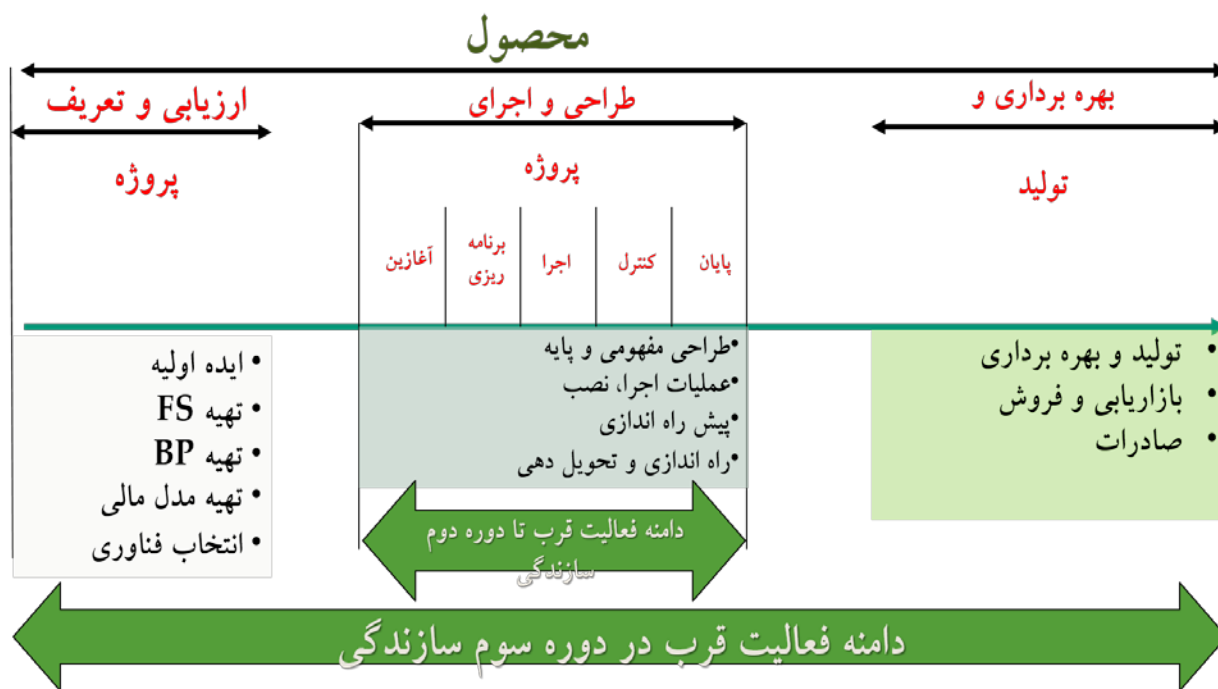 محصول
ارزیابی و تعریف
پروژه
طراحی و اجرای
پروژه
بهره برداری و
تولید
آغازین
برنامه
ریزی
اجرا
کنترل
پایان
• ایده اولیه
• تهیه FS
• تهیه BP
• تهیه مدل مالی
• انتخاب فناوری
•طراحی مفهومی و پایه
•عملیات اجرا، نصب
•پیش راه اندازی
•راه اندازی و تحویل دهی
• تولید و بهره برداری
• بازاریابی و فروش
• صادرات
دامنه فعالیت قرب تا دوره دوم
سازندگی
دامنه فعالیت قرب در دوره سوم سازندگی